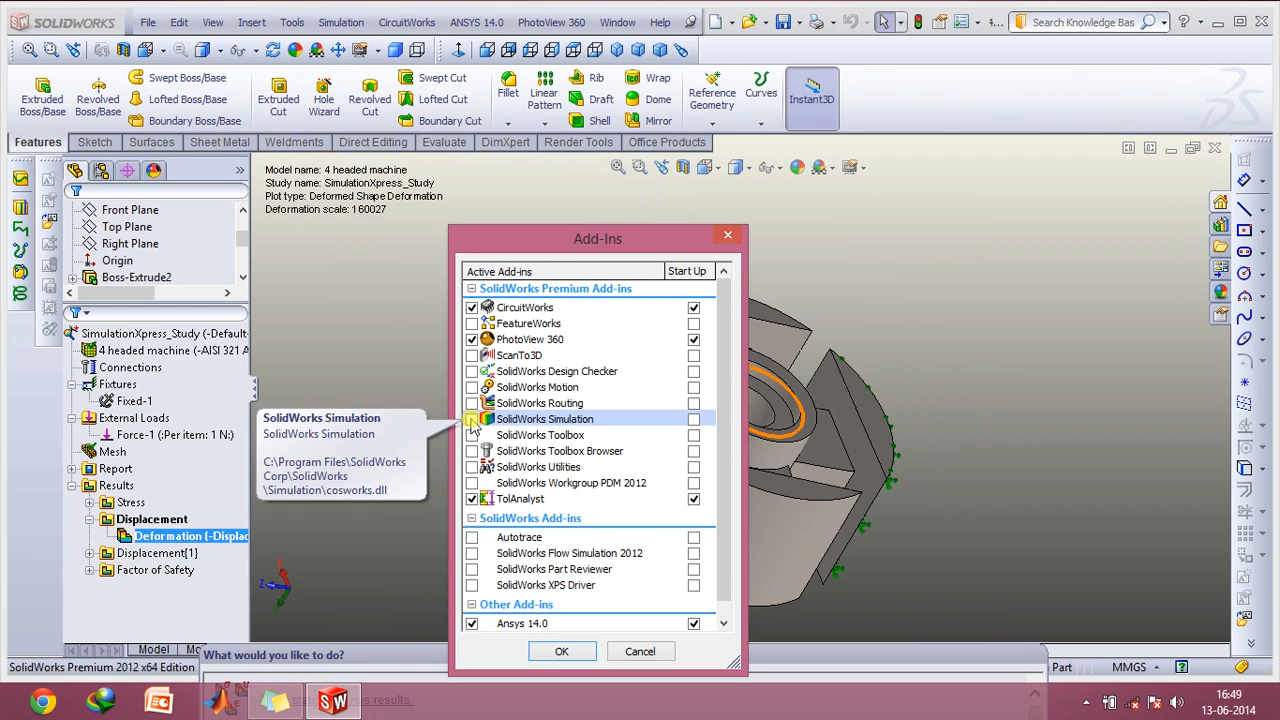 SOLIDWORKS
File
Edit
View
Insert
Tools
Simulation
CircuitWorks
ANSYS 14.0
PhotoView 360
Window
Help
Search Knowledge Bas
Extruded Boss/Base
Revolved Boss/Base
Swept Boss/Base
Lofted Boss/Base
Boundary Boss/Base
Extruded Cut
Hole Wizard
Revolved Cut
Swept Cut
Lofted Cut
Boundary Cut
Fillet
Linear Pattern
Rib
Draft
Shell
Wrap
Dome
Mirror
Reference Geometry
Curves
Instant3D
Features
Sketch
Surfaces
Sheet Metal
Weldments
Direct Editing
Evaluate
DimXpert
Render Tools
Office Products
Front Plane
Top Plane
Right Plane
Origin
Boss-Extrude2
SimulationXpress_Study (-Default-
4 headed machine (-AISI 321 A
Connections
Fixtures
Fixed-1
External Loads
Force-1 (:Per item: 1 N:)
Mesh
Report
Results
Stress
Displacement
Deformation (-Displac
Displacement{1}
Factor of Safety
Model name: 4 headed machine
Study name: SimulationXpress_Study
Plot type: Deformed Shape Deformation
Deformation scale: 160027
SolidWorks Simulation
SolidWorks Simulation
C:\Program Files\SolidWorks
Corp\SolidWorks
\Simulation\cosworks.dll
Add-Ins
Active Add-ins
Start Up
SolidWorks Premium Add-ins
CircuitWorks
FeatureWorks
PhotoView 360
ScanTo3D
SolidWorks Design Checker
SolidWorks Motion
SolidWorks Routing
SolidWorks Simulation
SolidWorks Toolbox
SolidWorks Toolbox Browser
SolidWorks Utilities
SolidWorks Workgroup PDM 2012
TolAnalyst
SolidWorks Add-ins
Autotrace
SolidWorks Flow Simulation 2012
SolidWorks Part Reviewer
SolidWorks XPS Driver
Other Add-ins
Ansys 14.0
OK
Cancel
Z
Model
What would you like to do?
SolidWorks Premium 2012 x64 Edition
Part
MMGS
16:49
13-06-2014